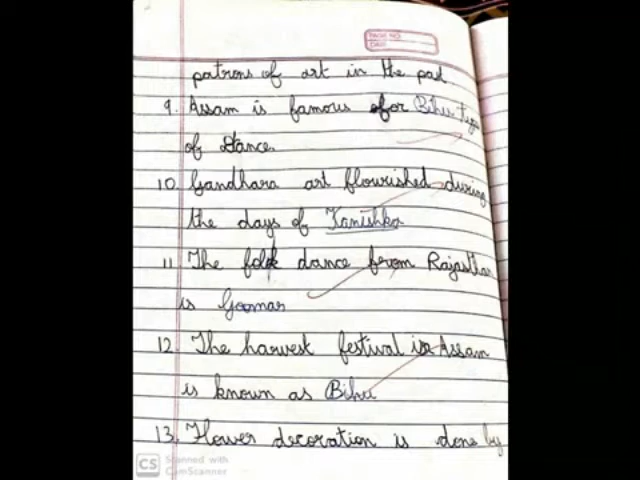 PAGE NO.
DATE
patrons of art in the past
9. Assam is famous for Bihu type
of Dance.
10. Gandhara art flourished during
the days of Kanishka
11. The folk dance from Rajasthan
is Goomar
12. The harvest festival in Assam
is known as Bihu
13. Flower decoration is done by
CS Scanned with
CamScanner